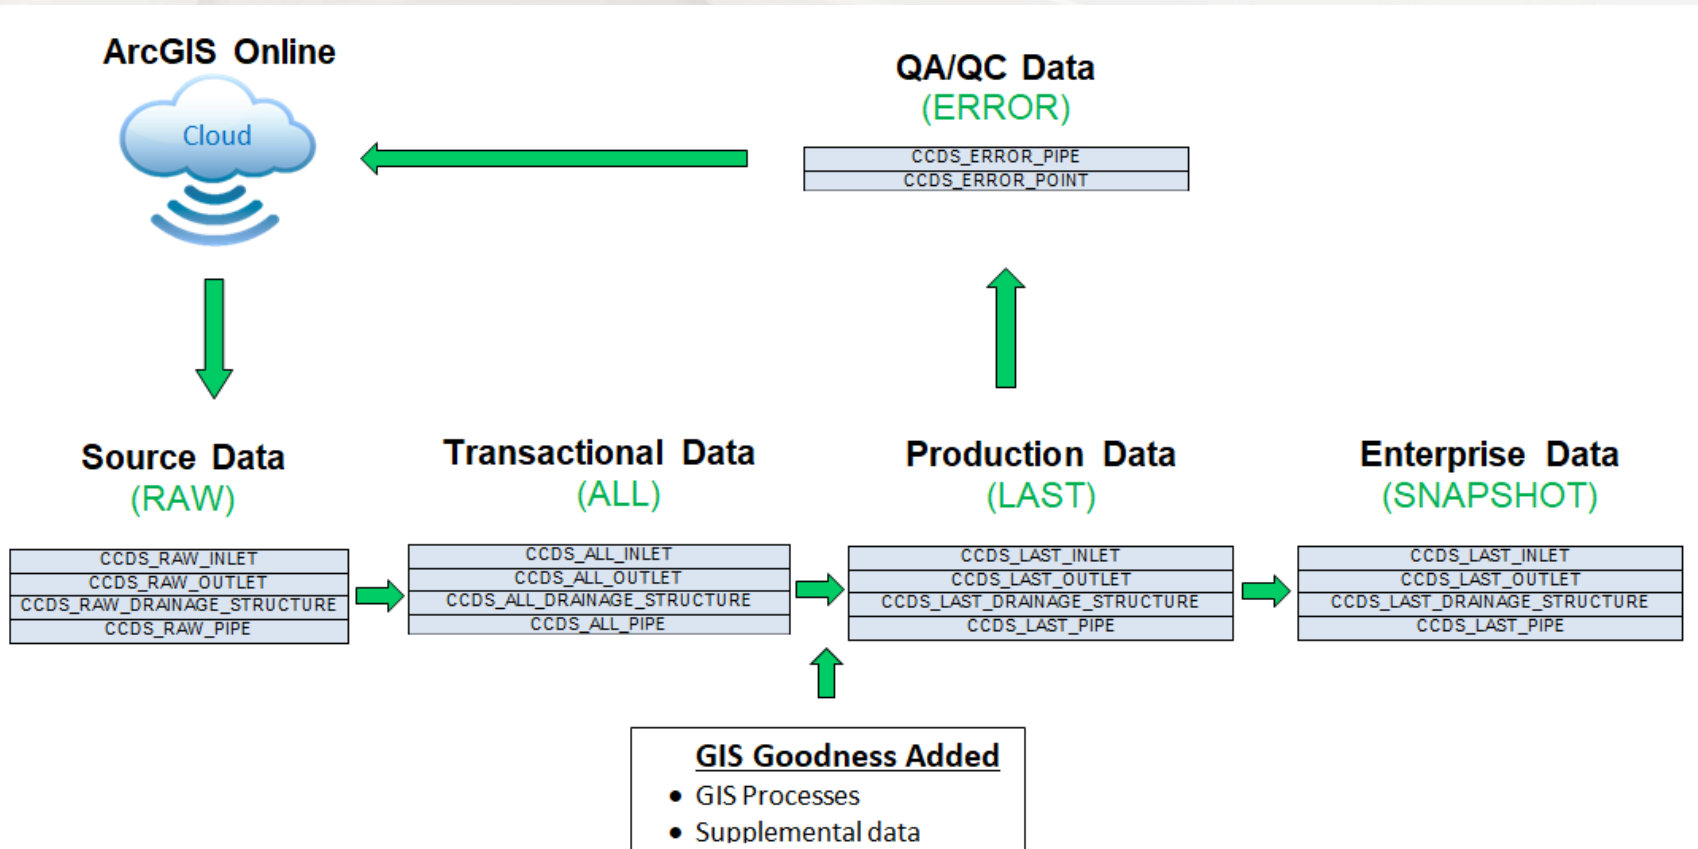 ArcGIS Online
Cloud
QA/QC Data
(ERROR)
CCDS_ERROR_PIPE
CCDS_ERROR_POINT
Source Data
(RAW)
CCDS_RAW_INLET
CCDS_RAW_OUTLET
CCDS_RAW_DRAINAGE_STRUCTURE
CCDS_RAW_PIPE
Transactional Data
(ALL)
CCDS_ALL_INLET
CCDS_ALL_OUTLET
CCDS_ALL_DRAINAGE_STRUCTURE
CCDS_ALL_PIPE
Production Data
(LAST)
CCDS_LAST_INLET
CCDS_LAST_OUTLET
CCDS_LAST_DRAINAGE_STRUCTURE
CCDS_LAST_PIPE
Enterprise Data
(SNAPSHOT)
CCDS_LAST_INLET
CCDS_LAST_OUTLET
CCDS_LAST_DRAINAGE_STRUCTURE
CCDS_LAST_PIPE
GIS Goodness Added
• GIS Processes
• Supplemental data